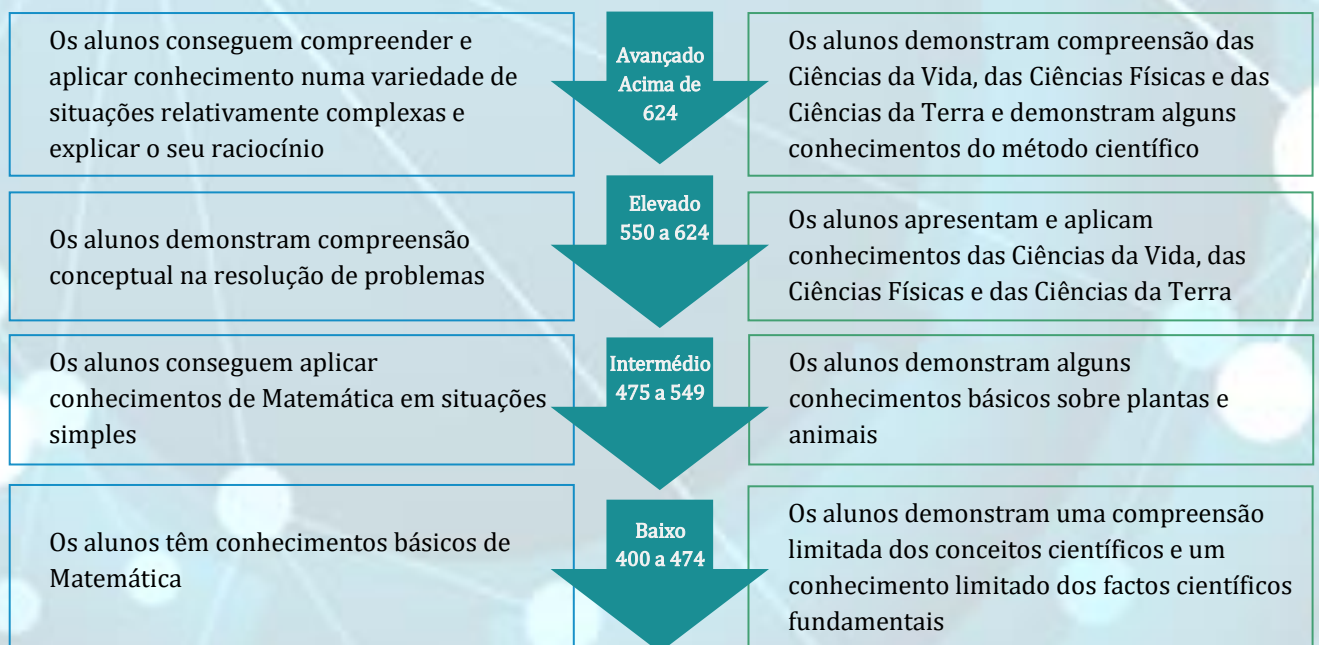 Os alunos conseguem compreender e
aplicar conhecimento numa variedade de
situações relativamente complexas e
explicar o seu raciocínio
Avançado
Acima de
624
Os alunos demonstram compreensão das
Ciências da Vida, das Ciências Físicas e das
Ciências da Terra e demonstram alguns
conhecimentos do método científico
Os alunos demonstram compreensão
conceptual na resolução de problemas
Elevado
550 a 624
Os alunos apresentam e aplicam
conhecimentos das Ciências da Vida, das
Ciências Físicas e das Ciências da Terra
Os alunos conseguem aplicar
conhecimentos de Matemática em situações
simples
Intermédio
475 a 549
Os alunos demonstram alguns
conhecimentos básicos sobre plantas e
animais
Os alunos têm conhecimentos básicos de
Matemática
Baixo
400 a 474
Os alunos demonstram uma compreensão
limitada dos conceitos científicos e um
conhecimento limitado dos factos científicos
fundamentais